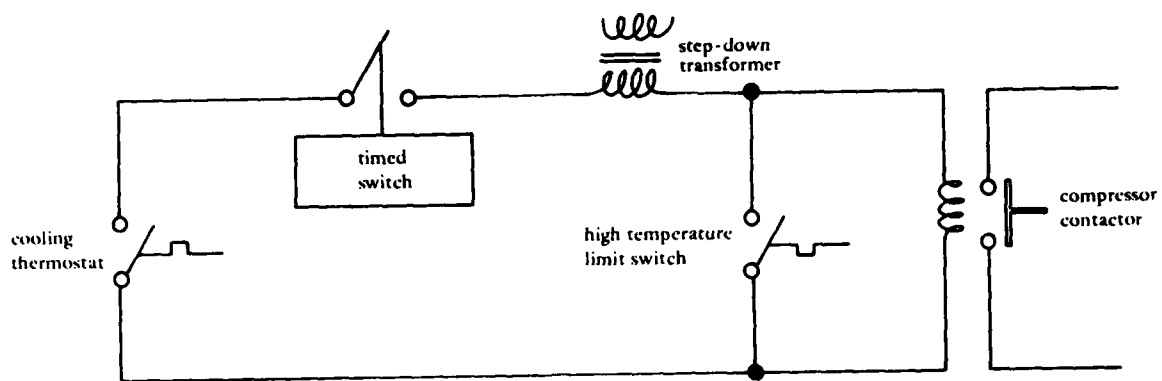 step-down
transformer
timed
switch
cooling
thermostat
high temperature
limit switch
compressor
contactor